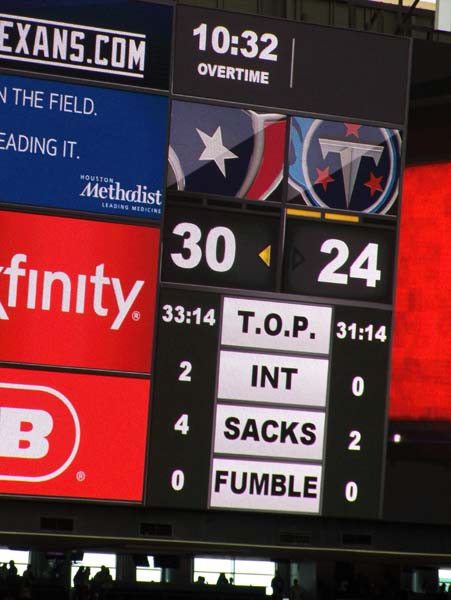 EXANS.COM
10:32
OVERTIME
N THE FIELD.
EADING IT.
HOUSTON
Methodist
LEADING MEDICINE
T
30 24
xfinity®
33:14 T.O.P. 31:14
2 INT 0
4 SACKS 2
B®
0 FUMBLE 0